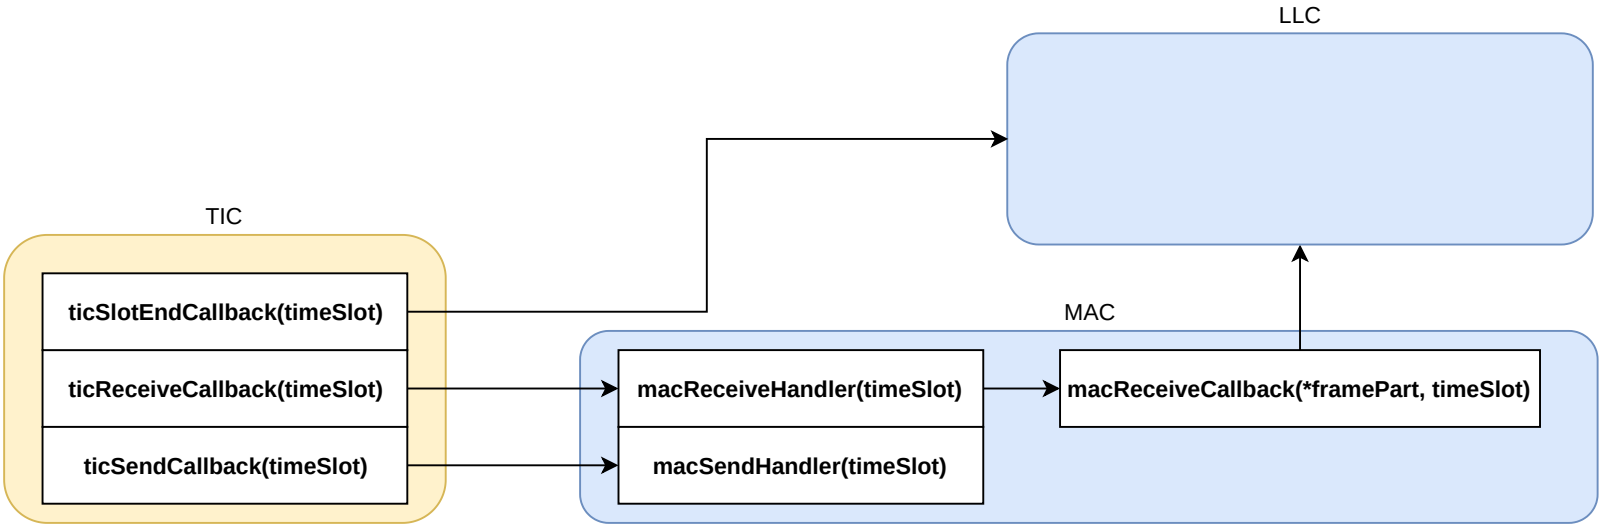 LLC
TIC
ticSlotEndCallback(timeSlot)
ticReceiveCallback(timeSlot)
ticSendCallback(timeSlot)
MAC
macReceiveHandler(timeSlot)
macSendHandler(timeSlot)
macReceiveCallback(*framePart, timeSlot)